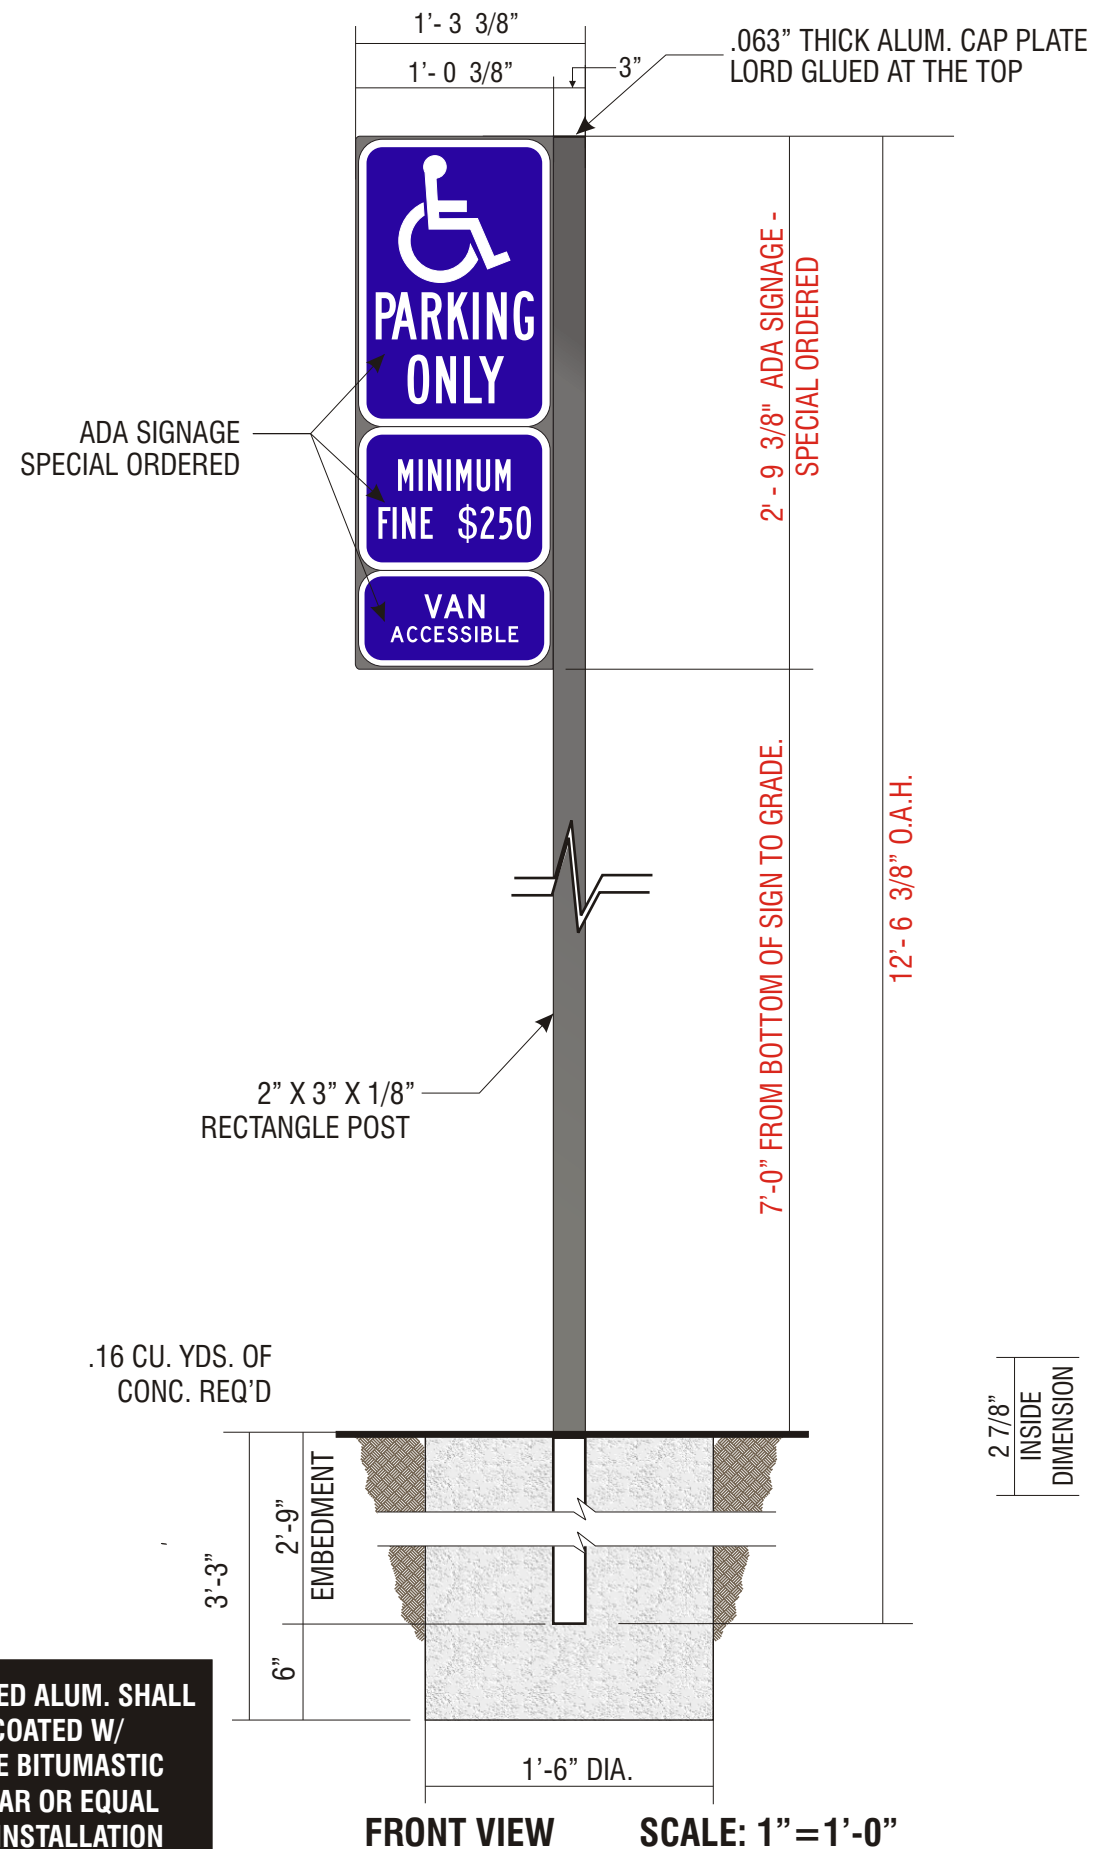 1'- 3 3/8"
1'- 0 3/8"
3"
.063" THICK ALUM. CAP PLATE
LORD GLUED AT THE TOP
PARKING
ONLY
MINIMUM
FINE $250
VAN
ACCESSIBLE
ADA SIGNAGE
SPECIAL ORDERED
2' - 9 3/8" ADA SIGNAGE -
SPECIAL ORDERED
7'-0" FROM BOTTOM OF SIGN TO GRADE.
12'- 6 3/8" O.A.H.
2" X 3" X 1/8"
RECTANGLE POST
.16 CU. YDS. OF
CONC. REQ'D
2 7/8"
INSIDE
DIMENSION
3'-3"
2'-9"
EMBEDMENT
6"
1'-6" DIA.
ED ALUM. SHALL
COATED W/
E BITUMASTIC
AR OR EQUAL
INSTALLATION
FRONT VIEW SCALE: 1"=1'-0"